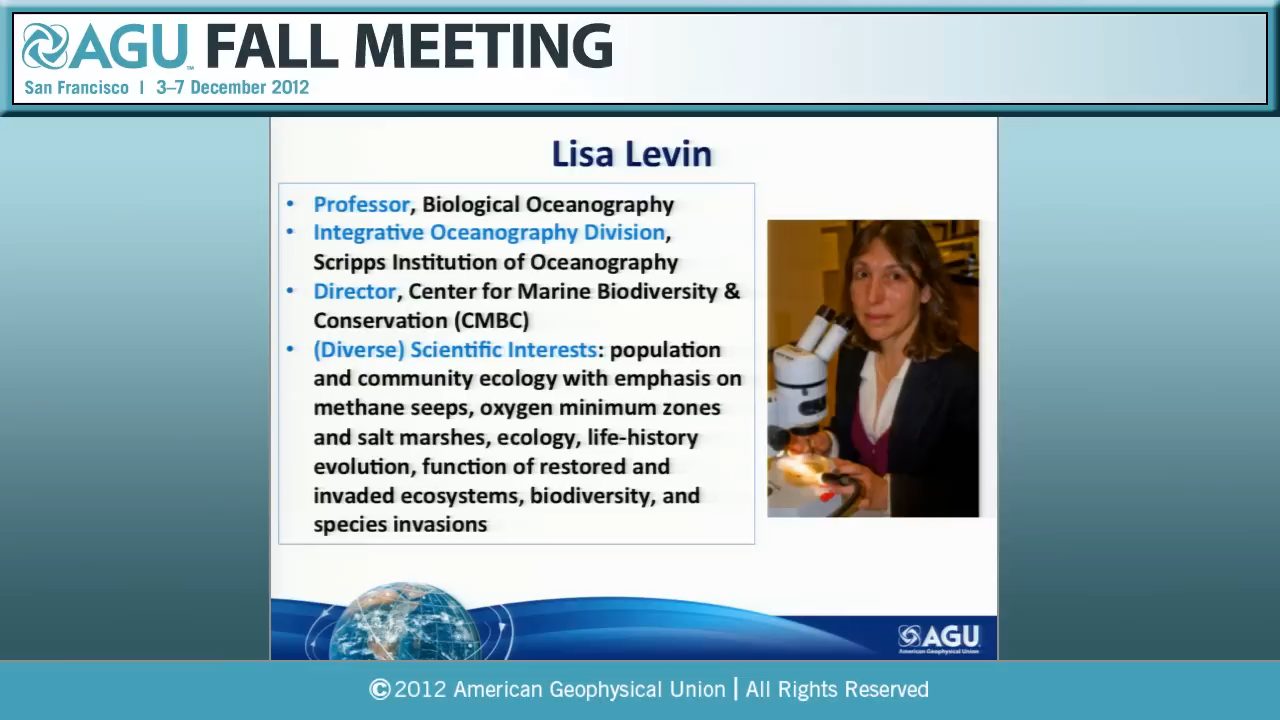 AGU FALL MEETING
San Francisco | 3–7 December 2012
Lisa Levin
• Professor, Biological Oceanography
• Integrative Oceanography Division,
Scripps Institution of Oceanography
• Director, Center for Marine Biodiversity &
Conservation (CMBC)
• (Diverse) Scientific Interests: population
and community ecology with emphasis on
methane seeps, oxygen minimum zones
and salt marshes, ecology, life-history
evolution, function of restored and
invaded ecosystems, biodiversity, and
species invasions
AGU
American Geophysical Union
©2012 American Geophysical Union | All Rights Reserved